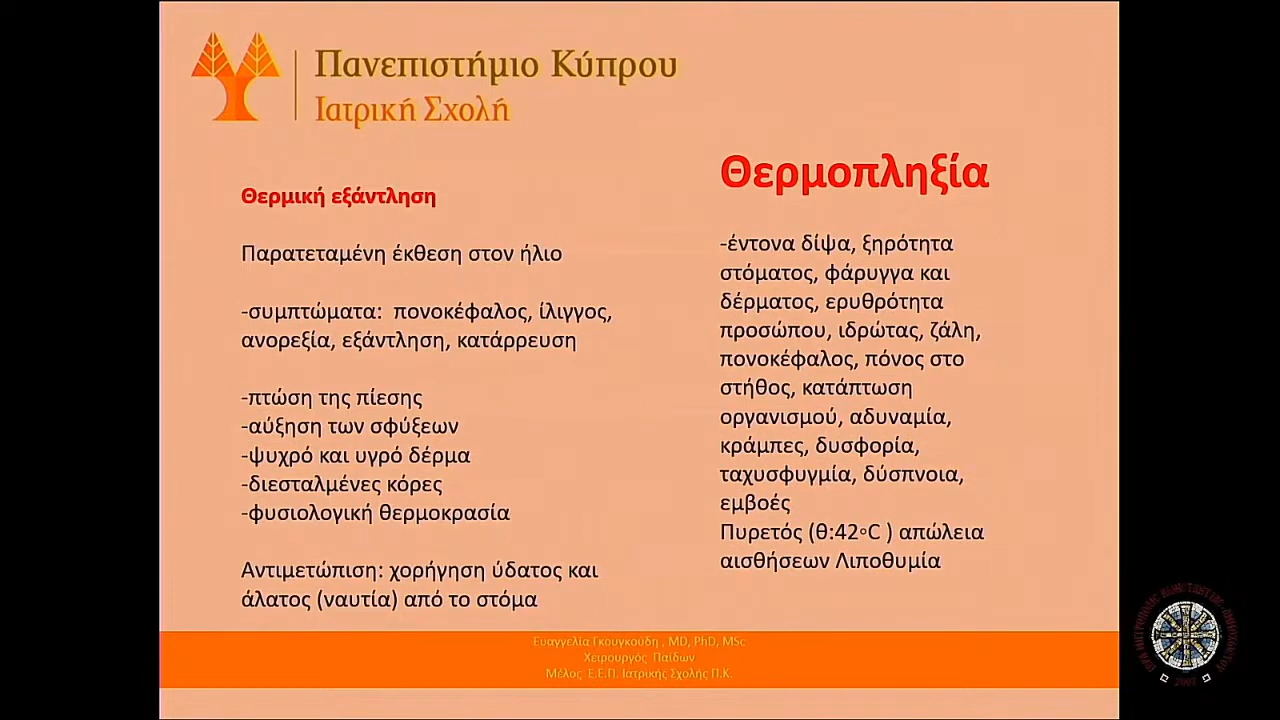 Πανεπιστήμιο Κύπρου
Ιατρική Σχολή
Θερμική εξάντληση
Παρατεταμένη έκθεση στον ήλιο
-συμπτώματα: πονοκέφαλος, ίλιγγος,
ανορεξία, εξάντληση, κατάρρευση
-πτώση της πίεσης
-αύξηση των σφύξεων
-ψυχρό και υγρό δέρμα
-διεσταλμένες κόρες
-φυσιολογική θερμοκρασία
Αντιμετώπιση: χορήγηση ύδατος και
άλατος (ναυτία) από το στόμα
Θερμοπληξία
-έντονα δίψα, ξηρότητα
στόματος, φάρυγγα και
δέρματος, ερυθρότητα
προσώπου, ιδρώτας, ζάλη,
πονοκέφαλος, πόνος στο
στήθος, κατάπτωση
οργανισμού, αδυναμία,
κράμπες, δυσφορία,
ταχυσφυγμία, δύσπνοια,
εμβοές
Πυρετός (θ:42◦C ) απώλεια
αισθήσεων Λιποθυμία
Ευαγγελία Γκουγκούδη , MD, PhD, MSc
Χειρουργός Παίδων
Μέλος Ε.Ε.Π. Ιατρικής Σχολής Π.Κ.
2007